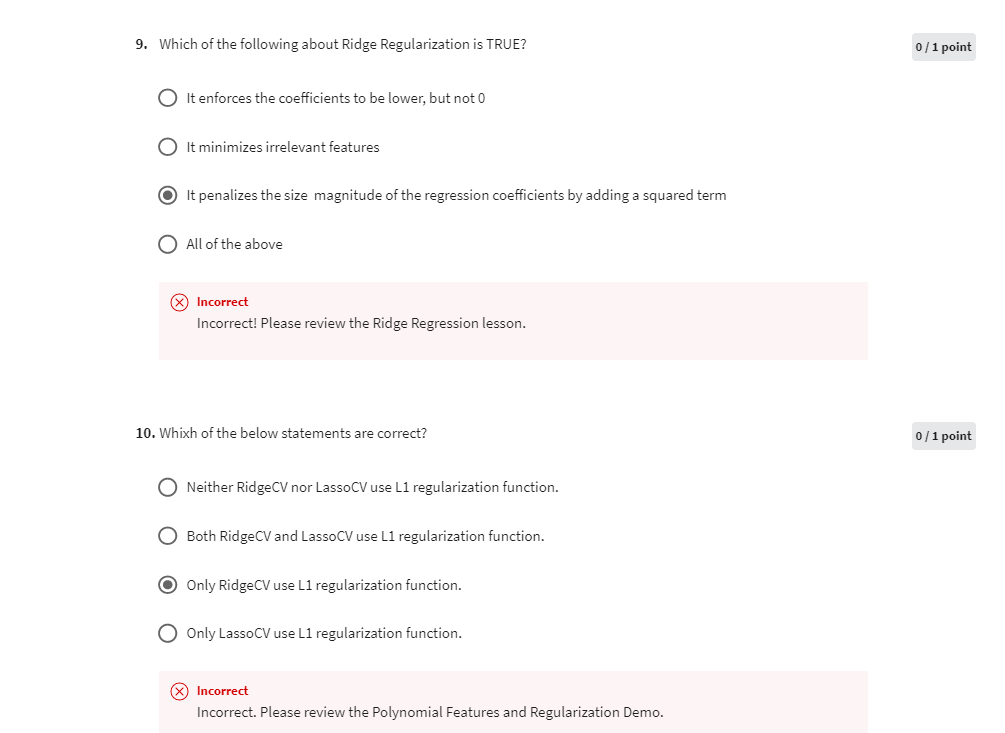 9. Which of the following about Ridge Regularization is TRUE?
0 / 1 point
It enforces the coefficients to be lower, but not 0
It minimizes irrelevant features
It penalizes the size magnitude of the regression coefficients by adding a squared term
All of the above
Incorrect
Incorrect! Please review the Ridge Regression lesson.
10. Whixh of the below statements are correct?
0 / 1 point
Neither RidgeCV nor LassoCV use L1 regularization function.
Both RidgeCV and LassoCV use L1 regularization function.
Only RidgeCV use L1 regularization function.
Only LassoCV use L1 regularization function.
Incorrect
Incorrect. Please review the Polynomial Features and Regularization Demo.